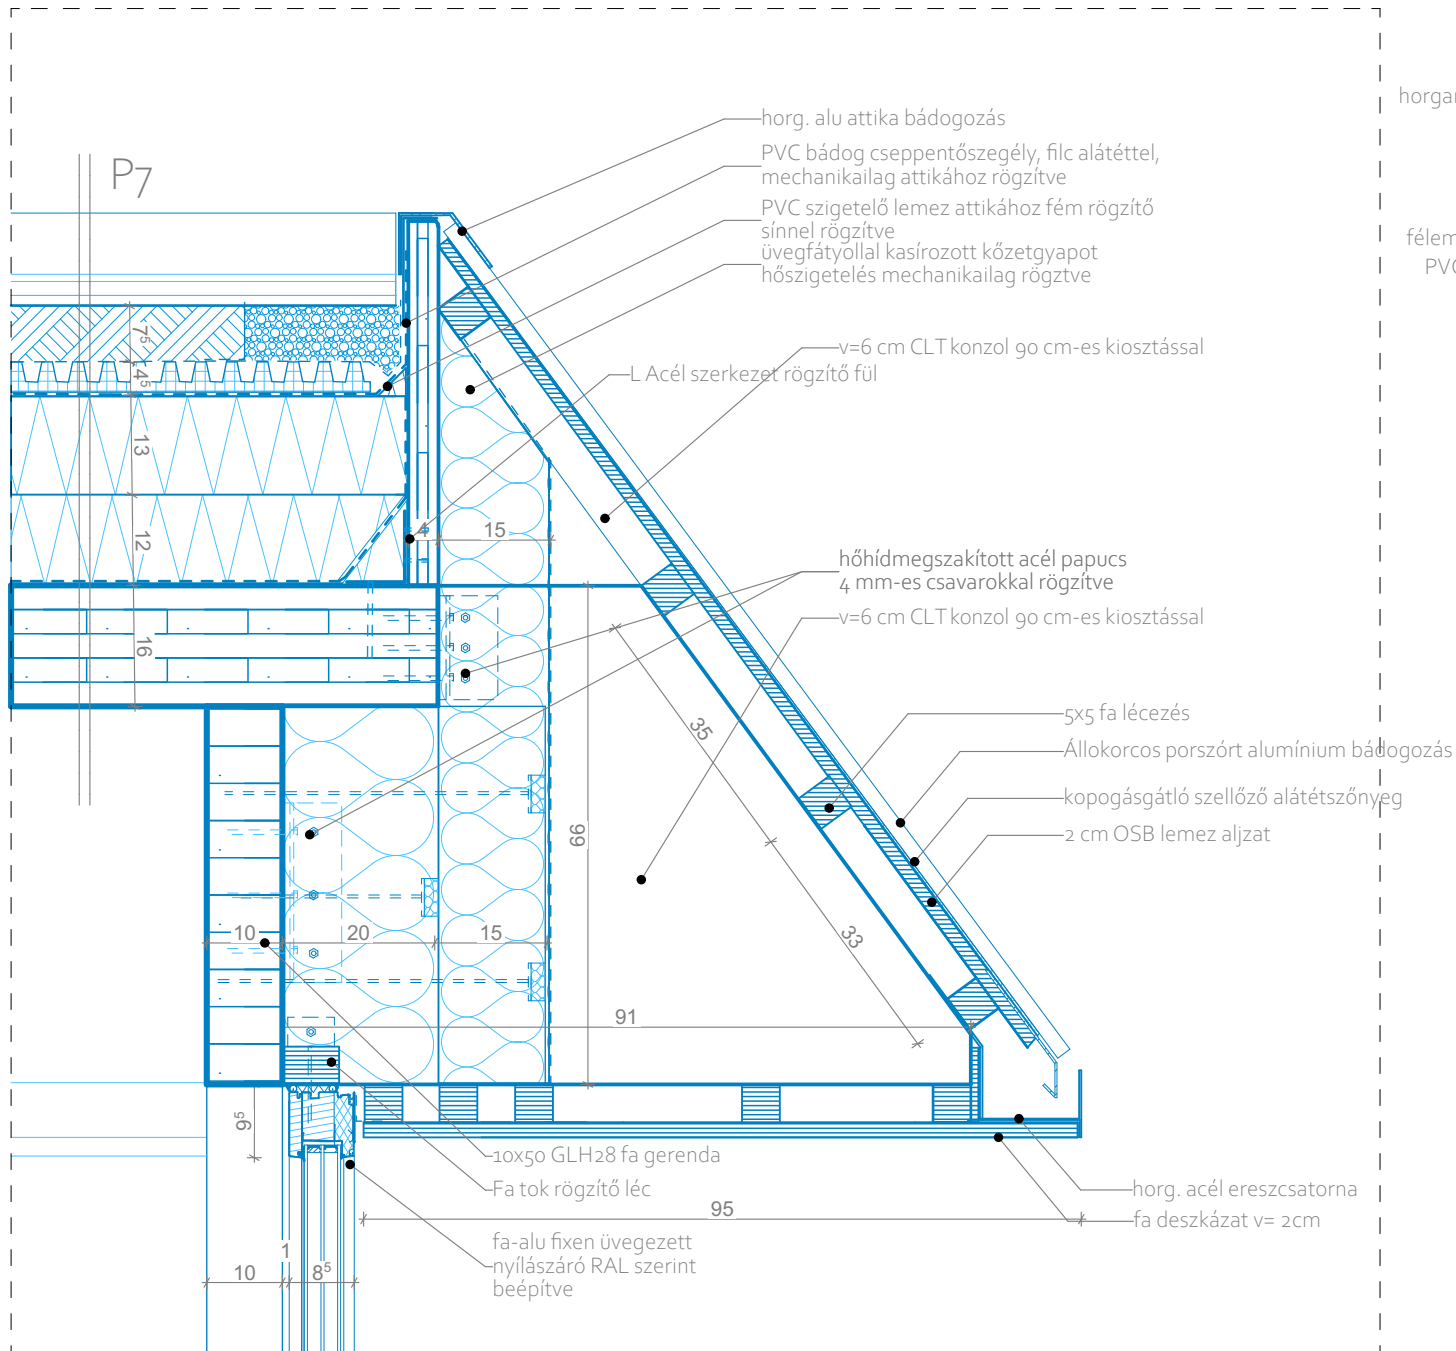 P7
horg. alu attika bádogozás
PVC bádog cseppentőszegély, filc alátéttel,
mechanikailag attikához rögzítve
PVC szigetelő lemez attikához fém rögzítő
sínnel rögzítve
üvegfátyollal kasírozott kőzetgyapot
hőszigetelés mechanikailag rögztve
v=6 cm CLT konzol 90 cm-es kiosztással
L Acél szerkezet rögzítő fül
hőhídmegszakított acél papucs
4 mm-es csavarokkal rögzítve
v=6 cm CLT konzol 90 cm-es kiosztással
5x5 fa lécezés
Állokorcos porszórt alumínium bádogozás
kopogásgátló szellőző alátétszőnyeg
2 cm OSB lemez aljzat
10x50 GLH28 fa gerenda
Fa tok rögzítő léc
fa-alu fixen üvegezett
nyílászáró RAL szerint
beépítve
horg. acél ereszcsatorna
fa deszkázat v= 2cm
horgan
félem
PVC
7⁵
4⁵
13
12
16
4
15
35
66
33
10
20
15
91
9⁵
95
1
10
8⁵